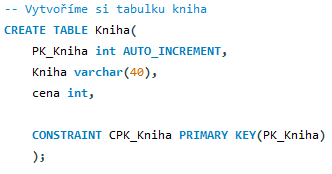 -- Vytvoříme si tabulku kniha
CREATE TABLE Kniha(
PK_Kniha int AUTO_INCREMENT,
Kniha varchar(40),
cena int,
CONSTRAINT CPK_Kniha PRIMARY KEY(PK_Kniha)
);